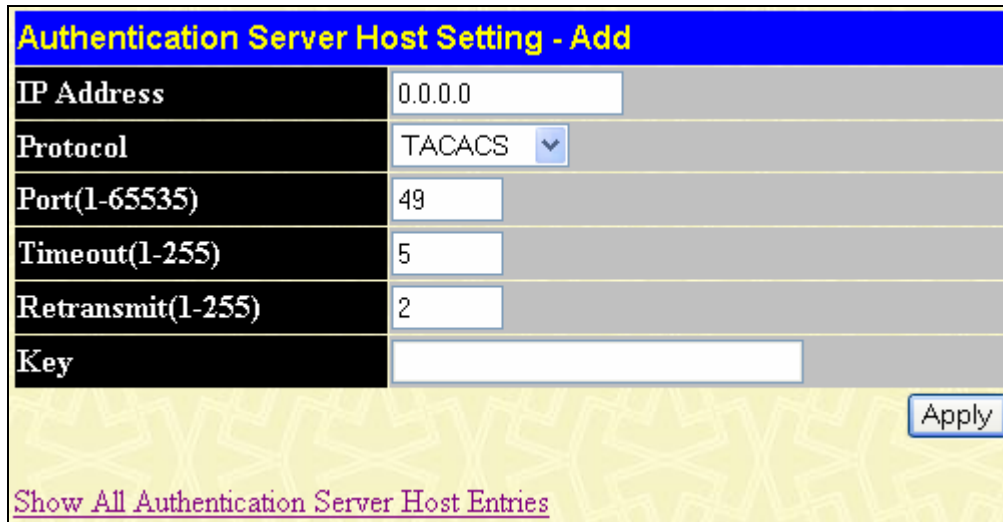 Authentication Server Host Setting - Add
IP Address 0.0.0.0
Protocol TACACS
Port(1-65535) 49
Timeout(1-255) 5
Retransmit(1-255) 2
Key
Apply
Show All Authentication Server Host Entries